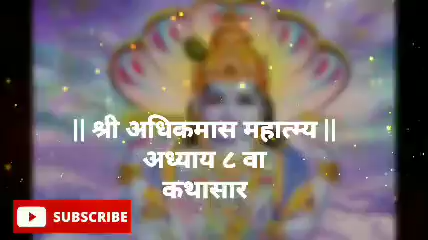 || श्री अधिकमास महात्म्य ||
अध्याय ८ वा
कथासार
SUBSCRIBE